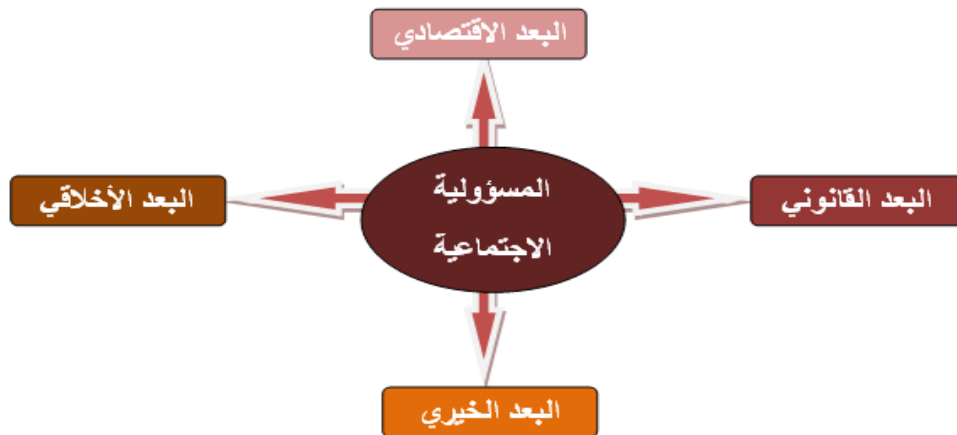 البعد الاقتصادي
البعد القانوني
المسؤولية
الاجتماعية
البعد الأخلاقي
البعد الخيري